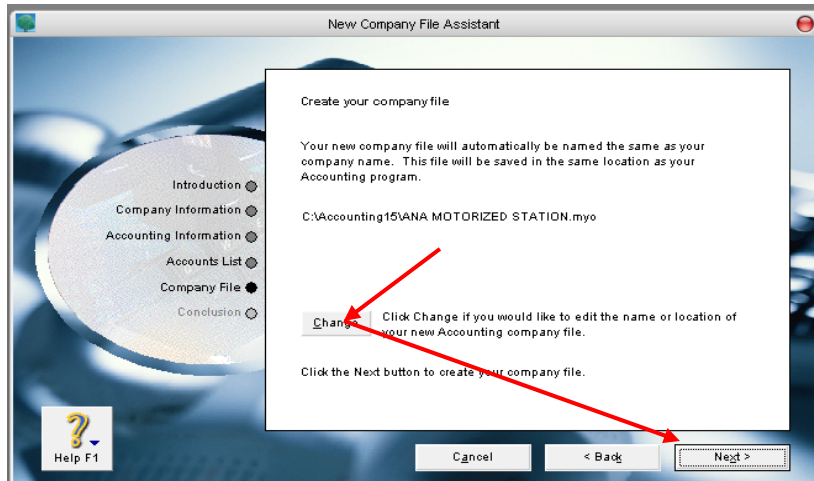 New Company File Assistant
Create your company file
Your new company file will automatically be named the same as your
company name. This file will be saved in the same location as your
Accounting program.
C:\Accounting15\ANA MOTORIZED STATION.myo
Introduction
Company Information
Accounting Information
Accounts List
Company File
Conclusion
Change
Click Change if you would like to edit the name or location of
your new Accounting company file.
Click the Next button to create your company file.
Help F1
Cancel
< Back
Next >